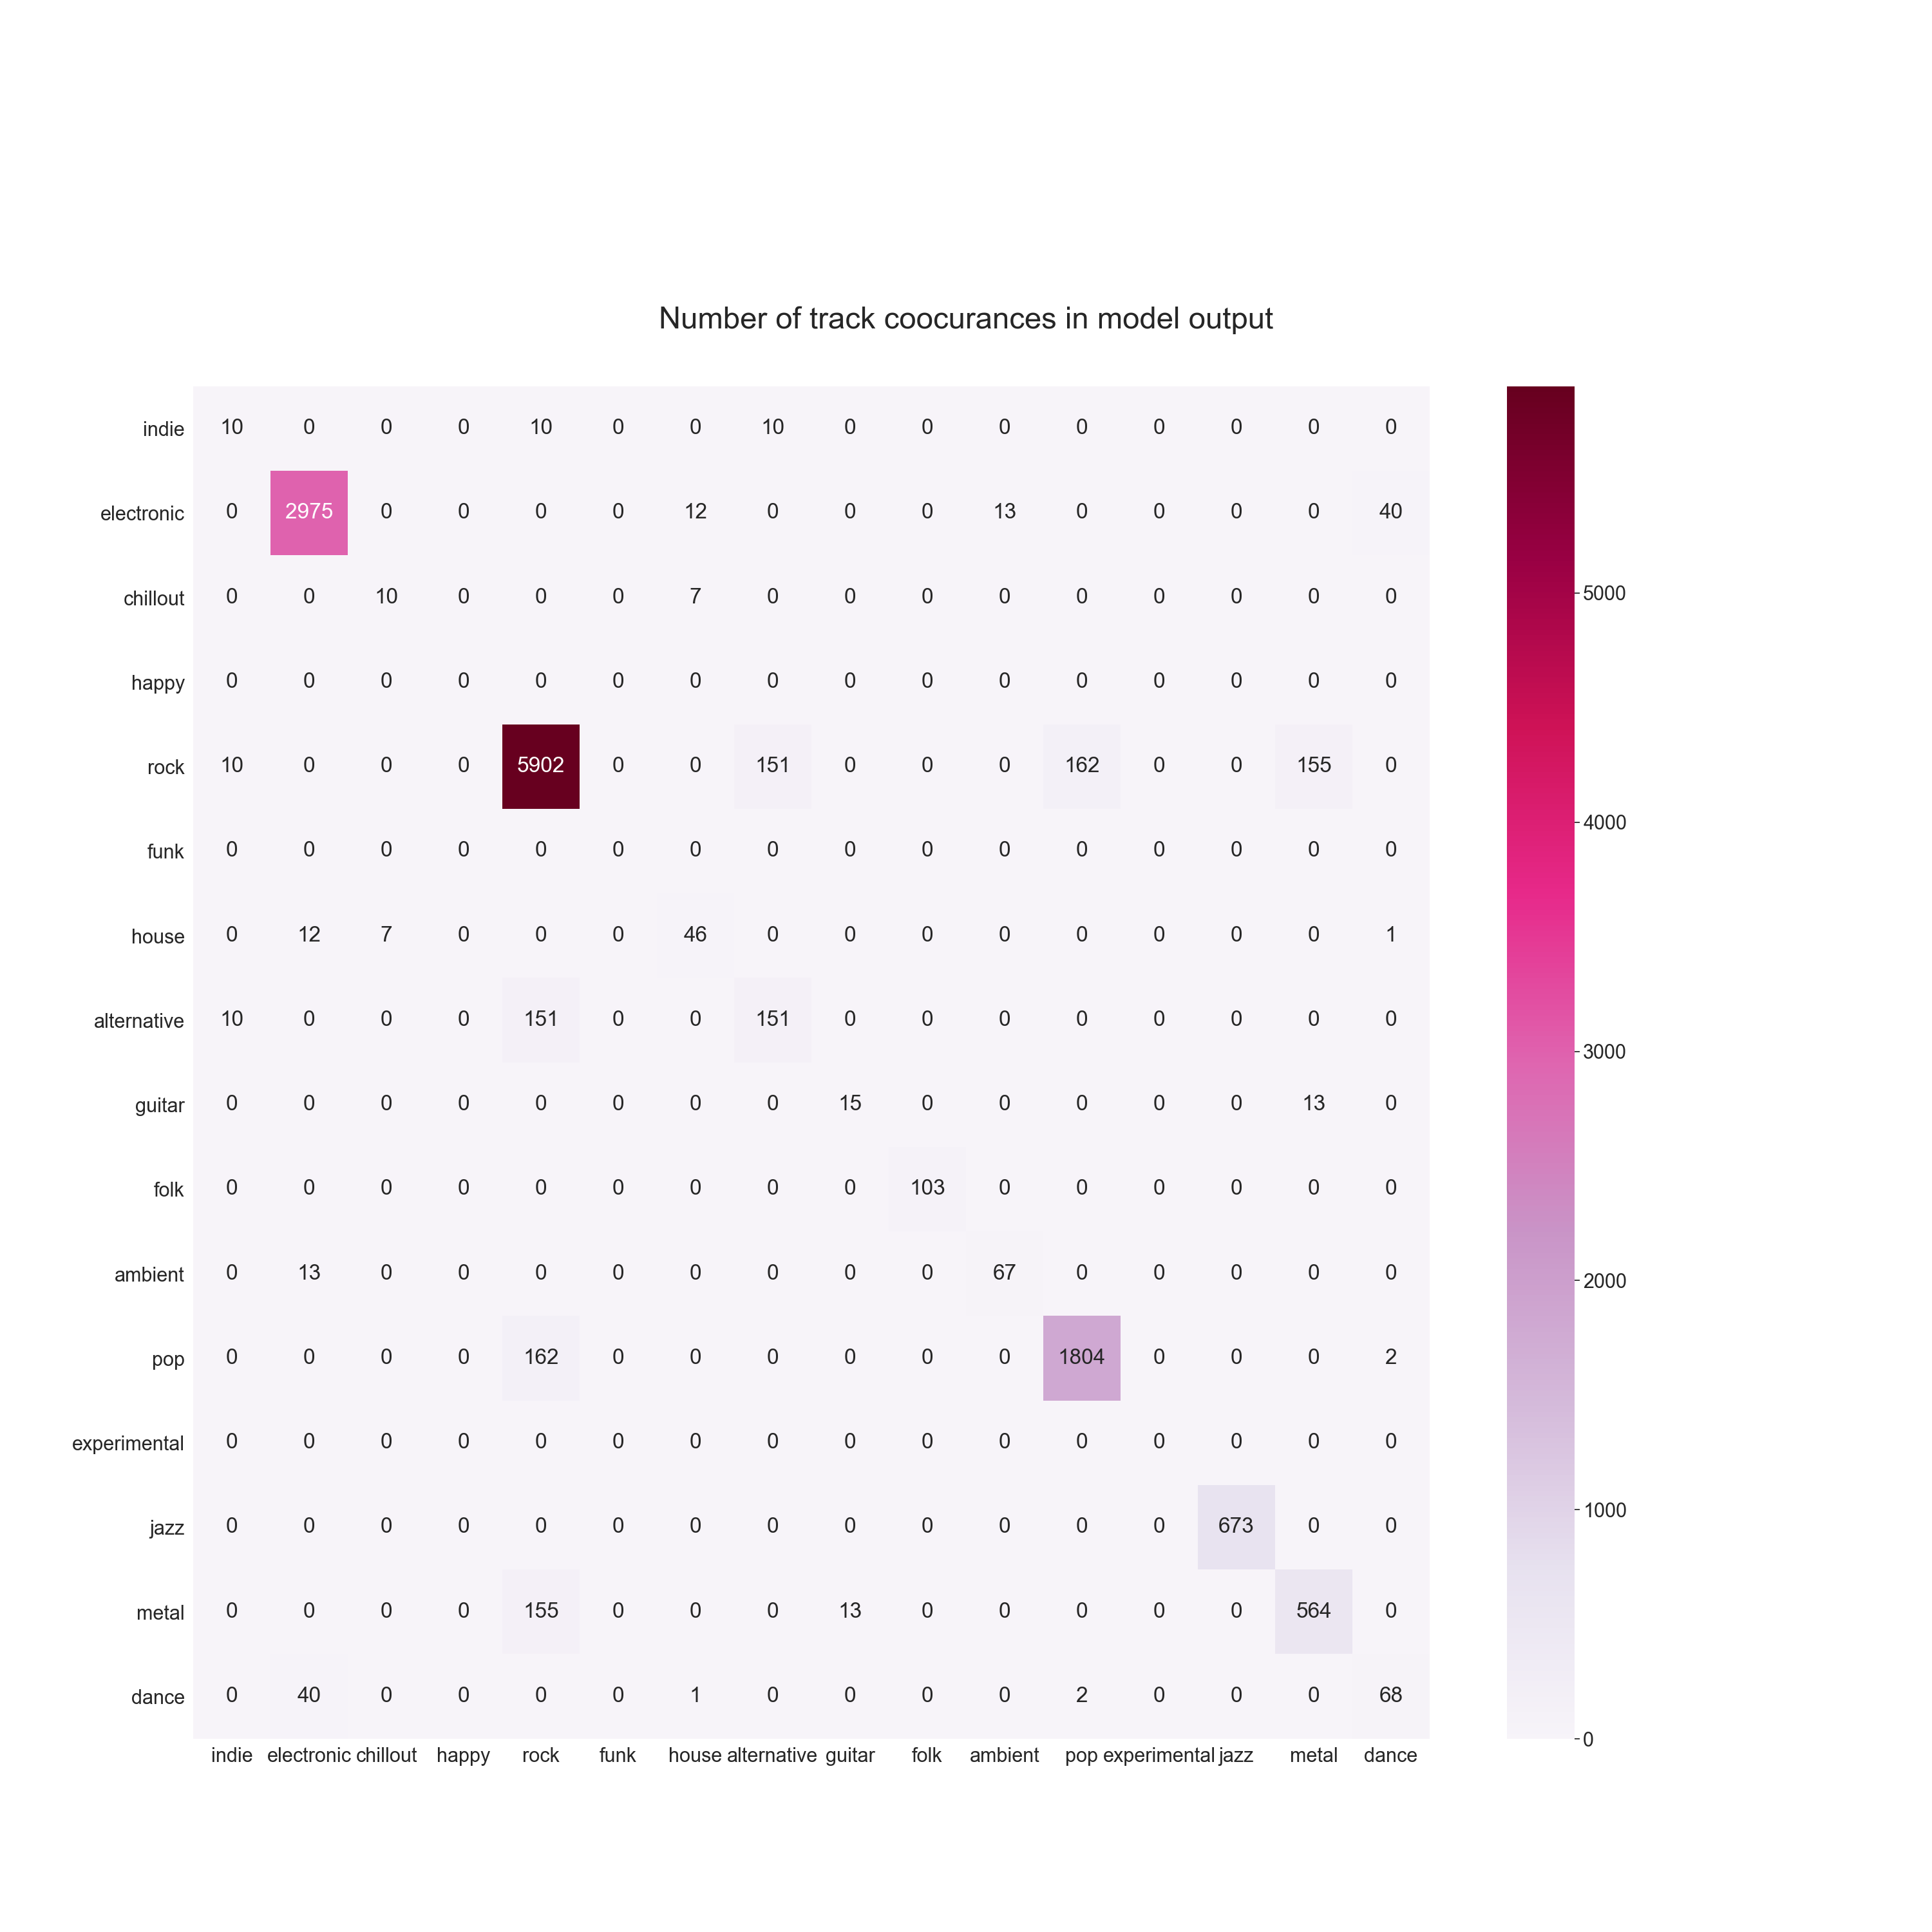 Number of track coocurances in model output
indie 10 0 0 0 10 0 0 10 0 0 0 0 0 0 0 0
electronic 0 2975 0 0 0 0 12 0 0 0 13 0 0 0 0 40
chillout 0 0 10 0 0 0 7 0 0 0 0 0 0 0 0 0
5000
happy 0 0 0 0 0 0 0 0 0 0 0 0 0 0 0 0
rock 10 0 0 0 5902 0 0 151 0 0 0 162 0 0 155 0
4000
funk 0 0 0 0 0 0 0 0 0 0 0 0 0 0 0 0
house 0 12 7 0 0 0 46 0 0 0 0 0 0 0 0 1
alternative 10 0 0 0 151 0 0 151 0 0 0 0 0 0 0 0
3000
guitar 0 0 0 0 0 0 0 0 15 0 0 0 0 0 13 0
folk 0 0 0 0 0 0 0 0 0 103 0 0 0 0 0 0
ambient 0 13 0 0 0 0 0 0 0 0 67 0 0 0 0 0
2000
pop 0 0 0 0 162 0 0 0 0 0 0 1804 0 0 0 2
experimental 0 0 0 0 0 0 0 0 0 0 0 0 0 0 0 0
1000
jazz 0 0 0 0 0 0 0 0 0 0 0 0 0 673 0 0
metal 0 0 0 0 155 0 0 0 13 0 0 0 0 0 564 0
dance 0 40 0 0 0 0 1 0 0 0 0 2 0 0 0 68
0
indie electronic chillout happy rock funk house alternative guitar folk ambient pop experimental jazz metal dance